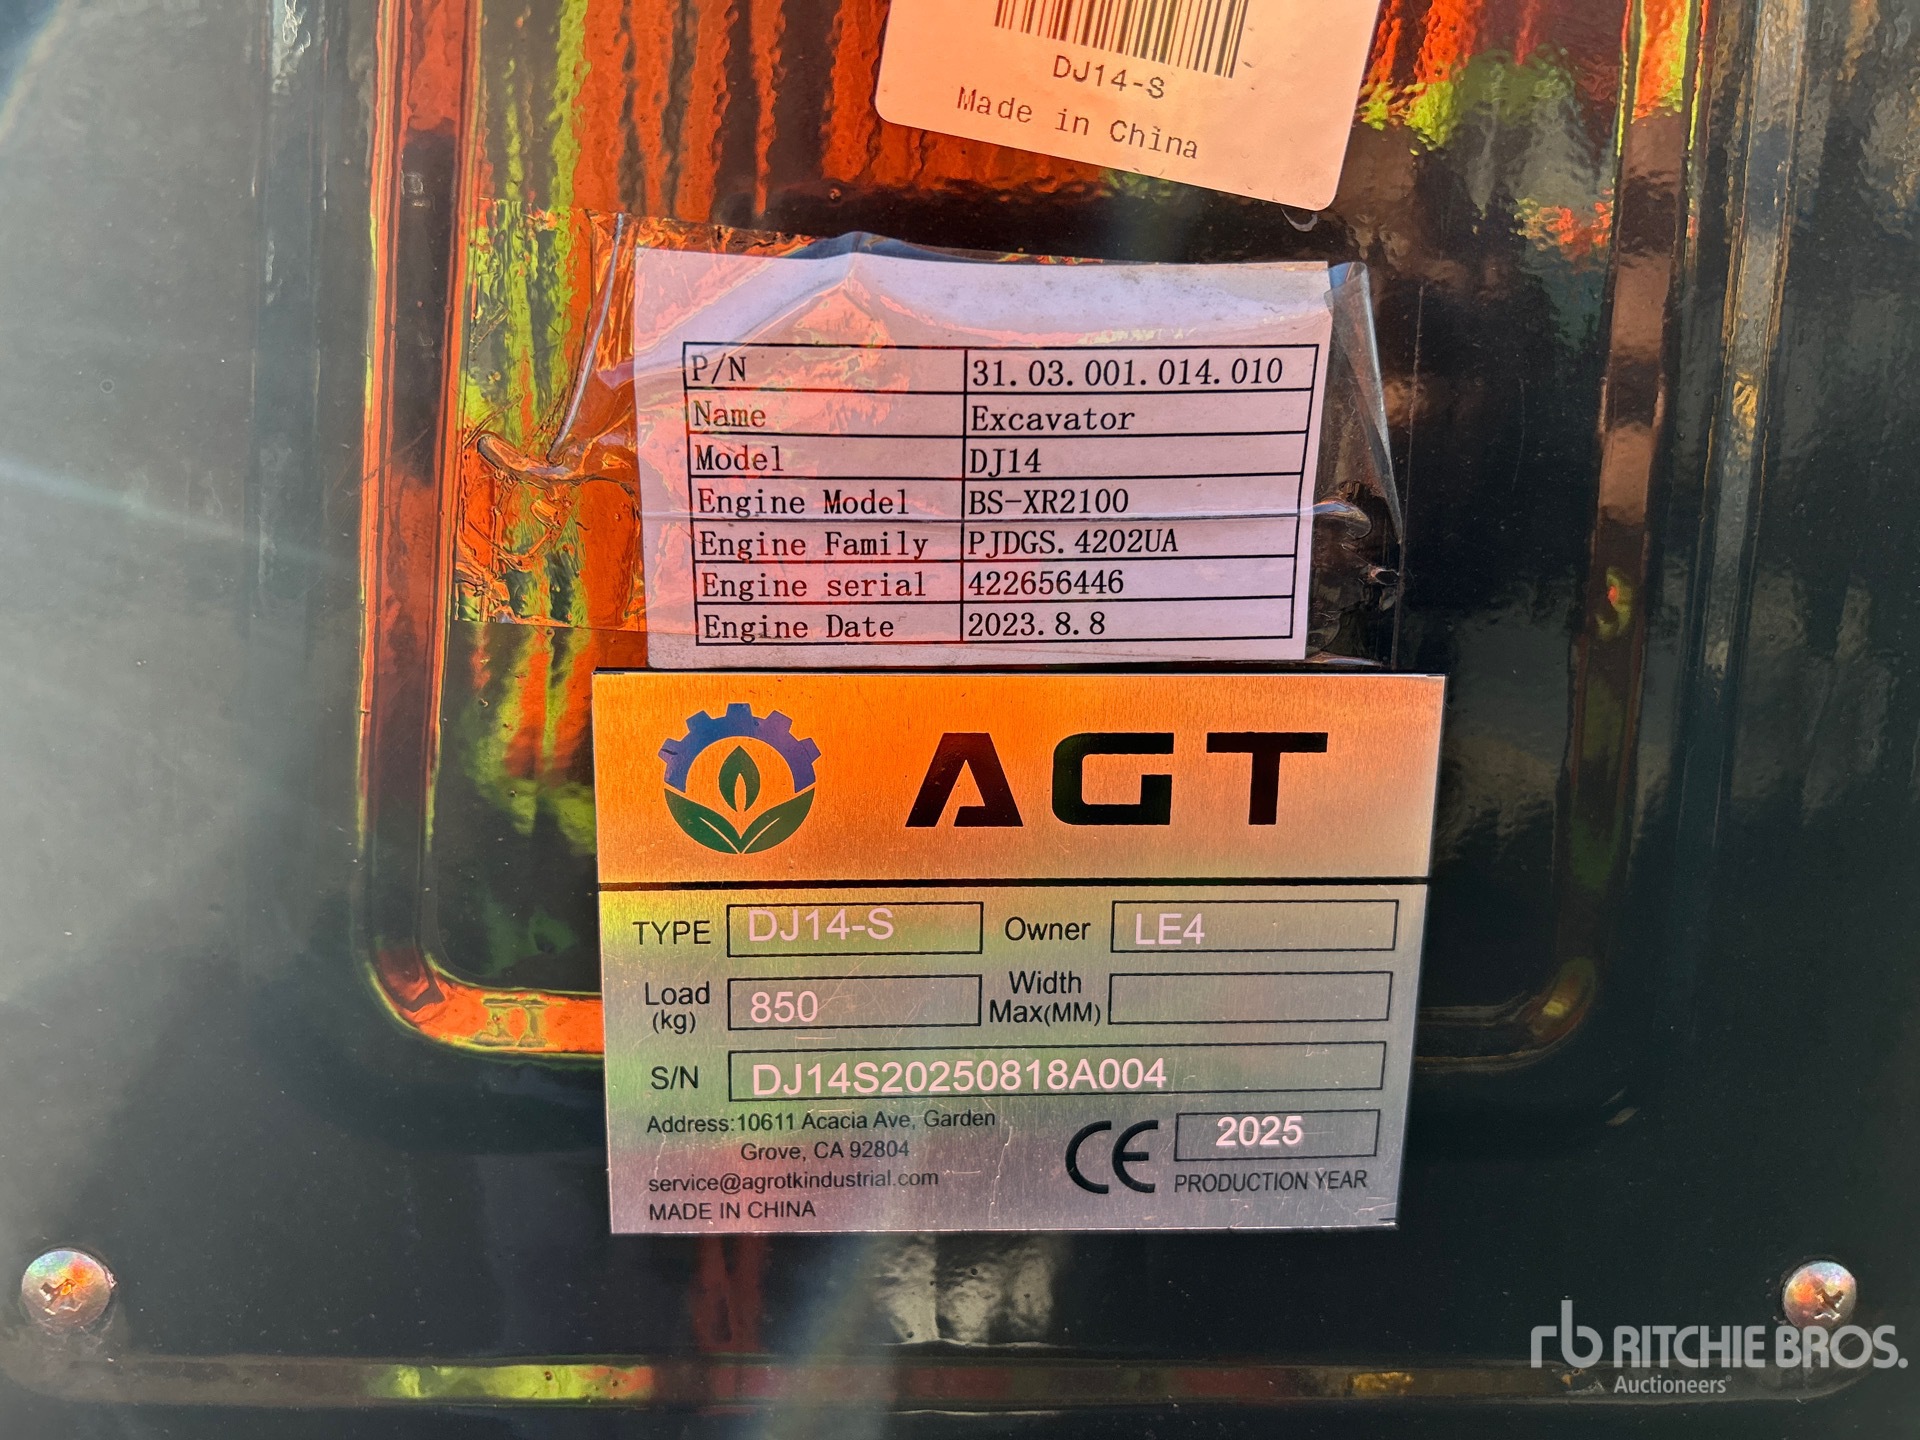 DJ14-S
Made in China
P/N 31.03.001.014.010
Name Excavator
Model DJ14
Engine Model BS-XR2100
Engine Family PJDGS.4202UA
Engine serial 422656446
Engine Date 2023.8.8
AGT
TYPE DJ14-S Owner LE4
Load (kg) 850 Width Max(MM)
S/N DJ14S20250818A004
Address:10611 Acacia Ave, Garden
Grove, CA 92804
service@agrotkindustrial.com
MADE IN CHINA
CE 2025
PRODUCTION YEAR
rb RITCHIE BROS.
Auctioneers